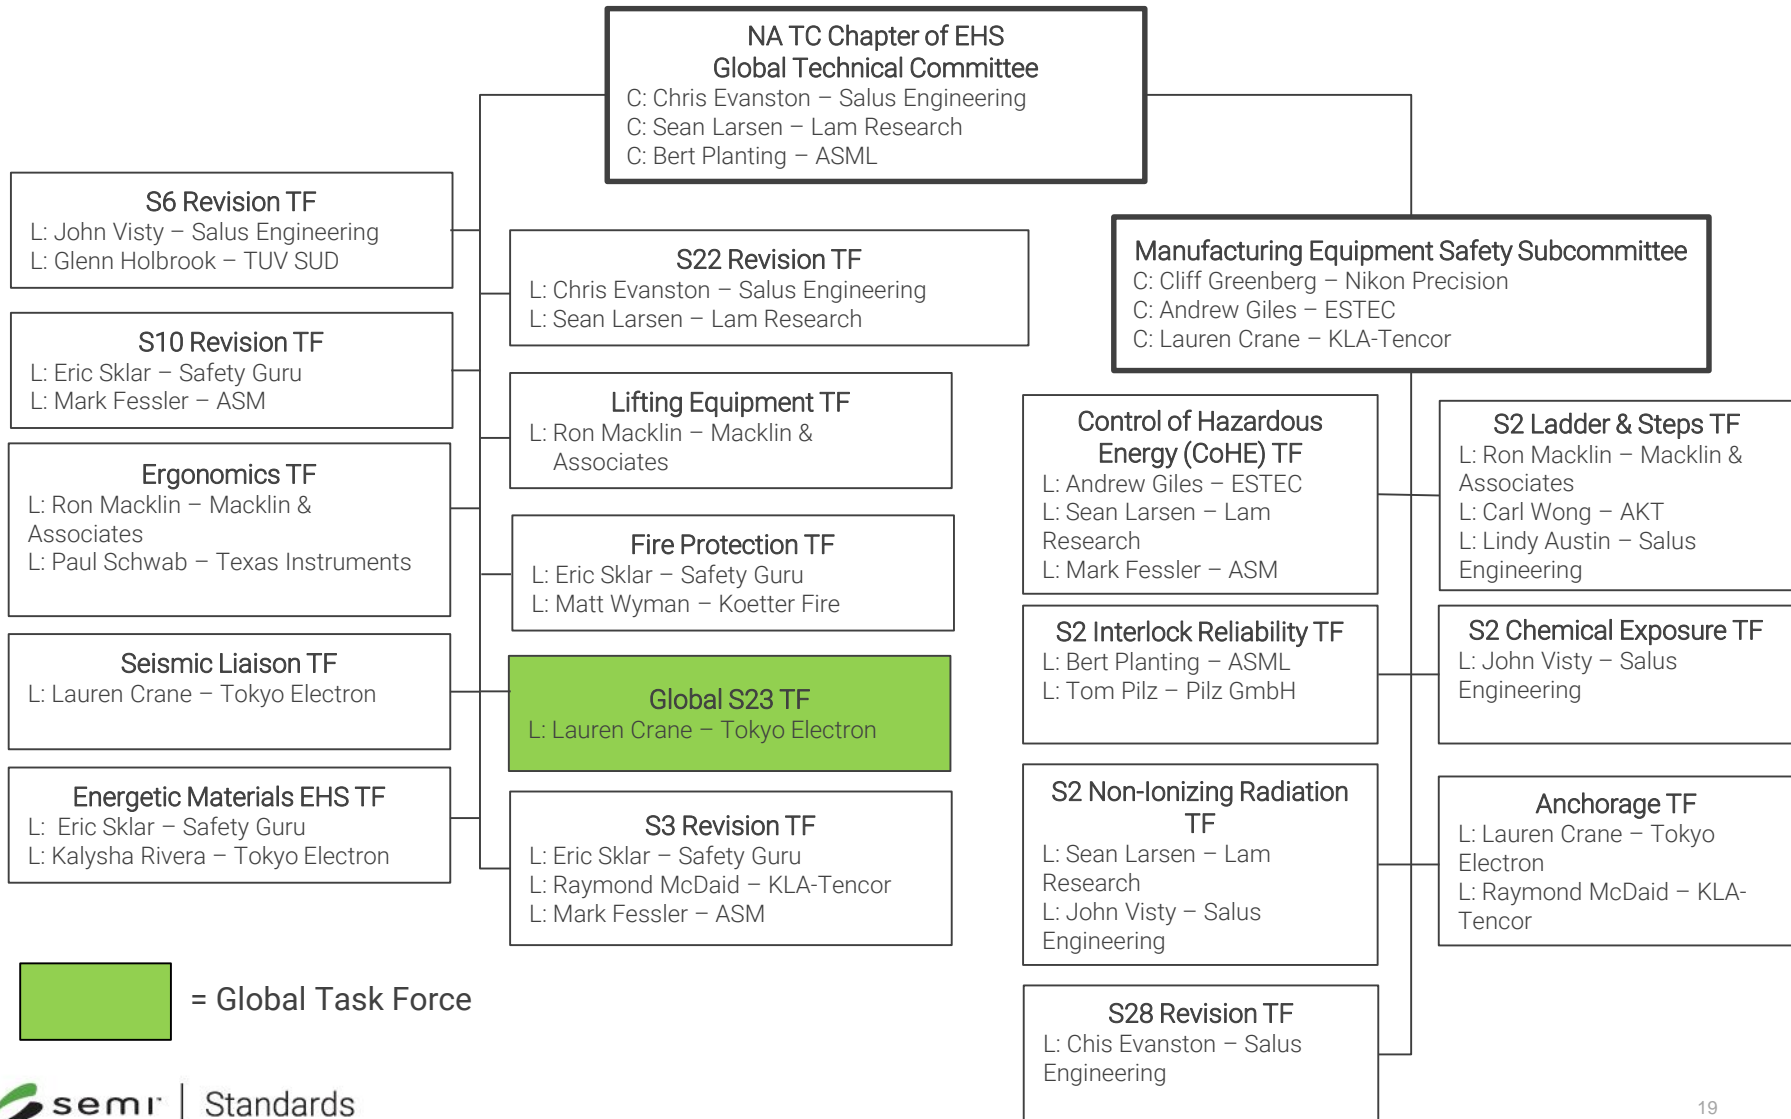 NA TC Chapter of EHS
Global Technical Committee
C: Chris Evanston – Salus Engineering
C: Sean Larsen – Lam Research
C: Bert Planting – ASML
S6 Revision TF
L: John Visty – Salus Engineering
L: Glenn Holbrook – TUV SUD
S22 Revision TF
L: Chris Evanston – Salus Engineering
L: Sean Larsen – Lam Research
Manufacturing Equipment Safety Subcommittee
C: Cliff Greenberg – Nikon Precision
C: Andrew Giles – ESTEC
C: Lauren Crane – KLA-Tencor
S10 Revision TF
L: Eric Sklar – Safety Guru
L: Mark Fessler – ASM
Lifting Equipment TF
L: Ron Macklin – Macklin &
Associates
Control of Hazardous
Energy (CoHE) TF
L: Andrew Giles – ESTEC
L: Sean Larsen – Lam
Research
L: Mark Fessler – ASM
S2 Ladder & Steps TF
L: Ron Macklin – Macklin &
Associates
L: Carl Wong – AKT
L: Lindy Austin – Salus
Engineering
Ergonomics TF
L: Ron Macklin – Macklin &
Associates
L: Paul Schwab – Texas Instruments
Fire Protection TF
L: Eric Sklar – Safety Guru
L: Matt Wyman – Koetter Fire
S2 Interlock Reliability TF
L: Bert Planting – ASML
L: Tom Pilz – Pilz GmbH
S2 Chemical Exposure TF
L: John Visty – Salus
Engineering
Seismic Liaison TF
L: Lauren Crane – Tokyo Electron
Global S23 TF
L: Lauren Crane – Tokyo Electron
Energetic Materials EHS TF
L: Eric Sklar – Safety Guru
L: Kalysha Rivera – Tokyo Electron
S3 Revision TF
L: Eric Sklar – Safety Guru
L: Raymond McDaid – KLA-Tencor
L: Mark Fessler – ASM
S2 Non-Ionizing Radiation
TF
L: Sean Larsen – Lam
Research
L: John Visty – Salus
Engineering
Anchorage TF
L: Lauren Crane – Tokyo
Electron
L: Raymond McDaid – KLA-
Tencor
= Global Task Force
S28 Revision TF
L: Chis Evanston – Salus
Engineering
semi | Standards
19